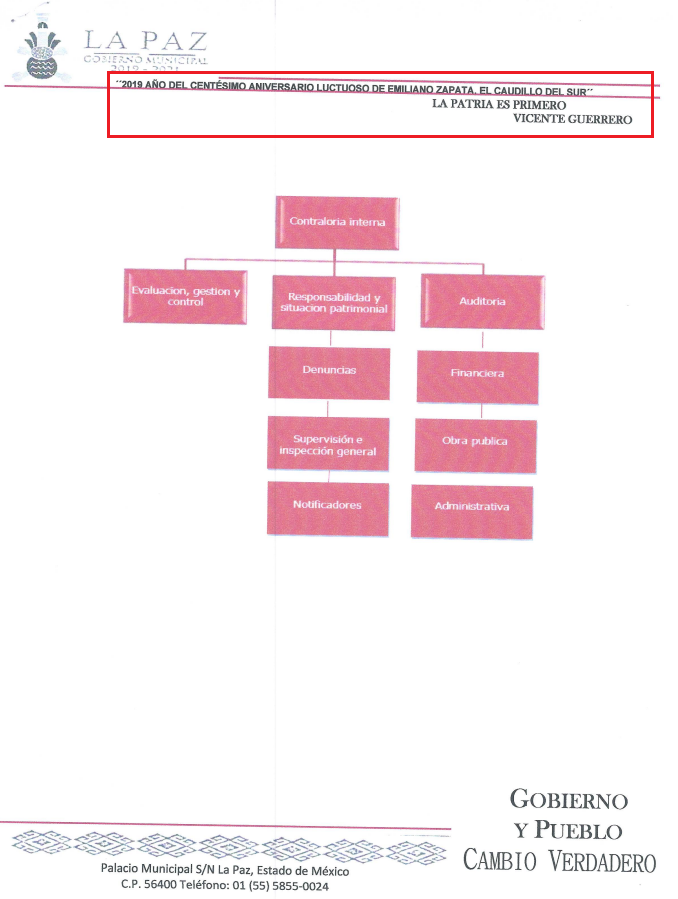 LA PAZ
GOBIERNO MUNICIPAL
2019 - 2021
´´2019 AÑO DEL CENTÉSIMO ANIVERSARIO LUCTUOSO DE EMILIANO ZAPATA. EL CAUDILLO DEL SUR´´
LA PATRIA ES PRIMERO
VICENTE GUERRERO
Contraloria interna
Evaluacion, gestion y
control
Responsabilidad y
situacion patrimonial
Auditoria
Denuncias
Financiera
Supervisión e
inspección general
Obra publica
Notificadores
Administrativa
GOBIERNO
Y PUEBLO
CAMBIO VERDADERO
Palacio Municipal S/N La Paz, Estado de México
C.P. 56400 Teléfono: 01 (55) 5855-0024